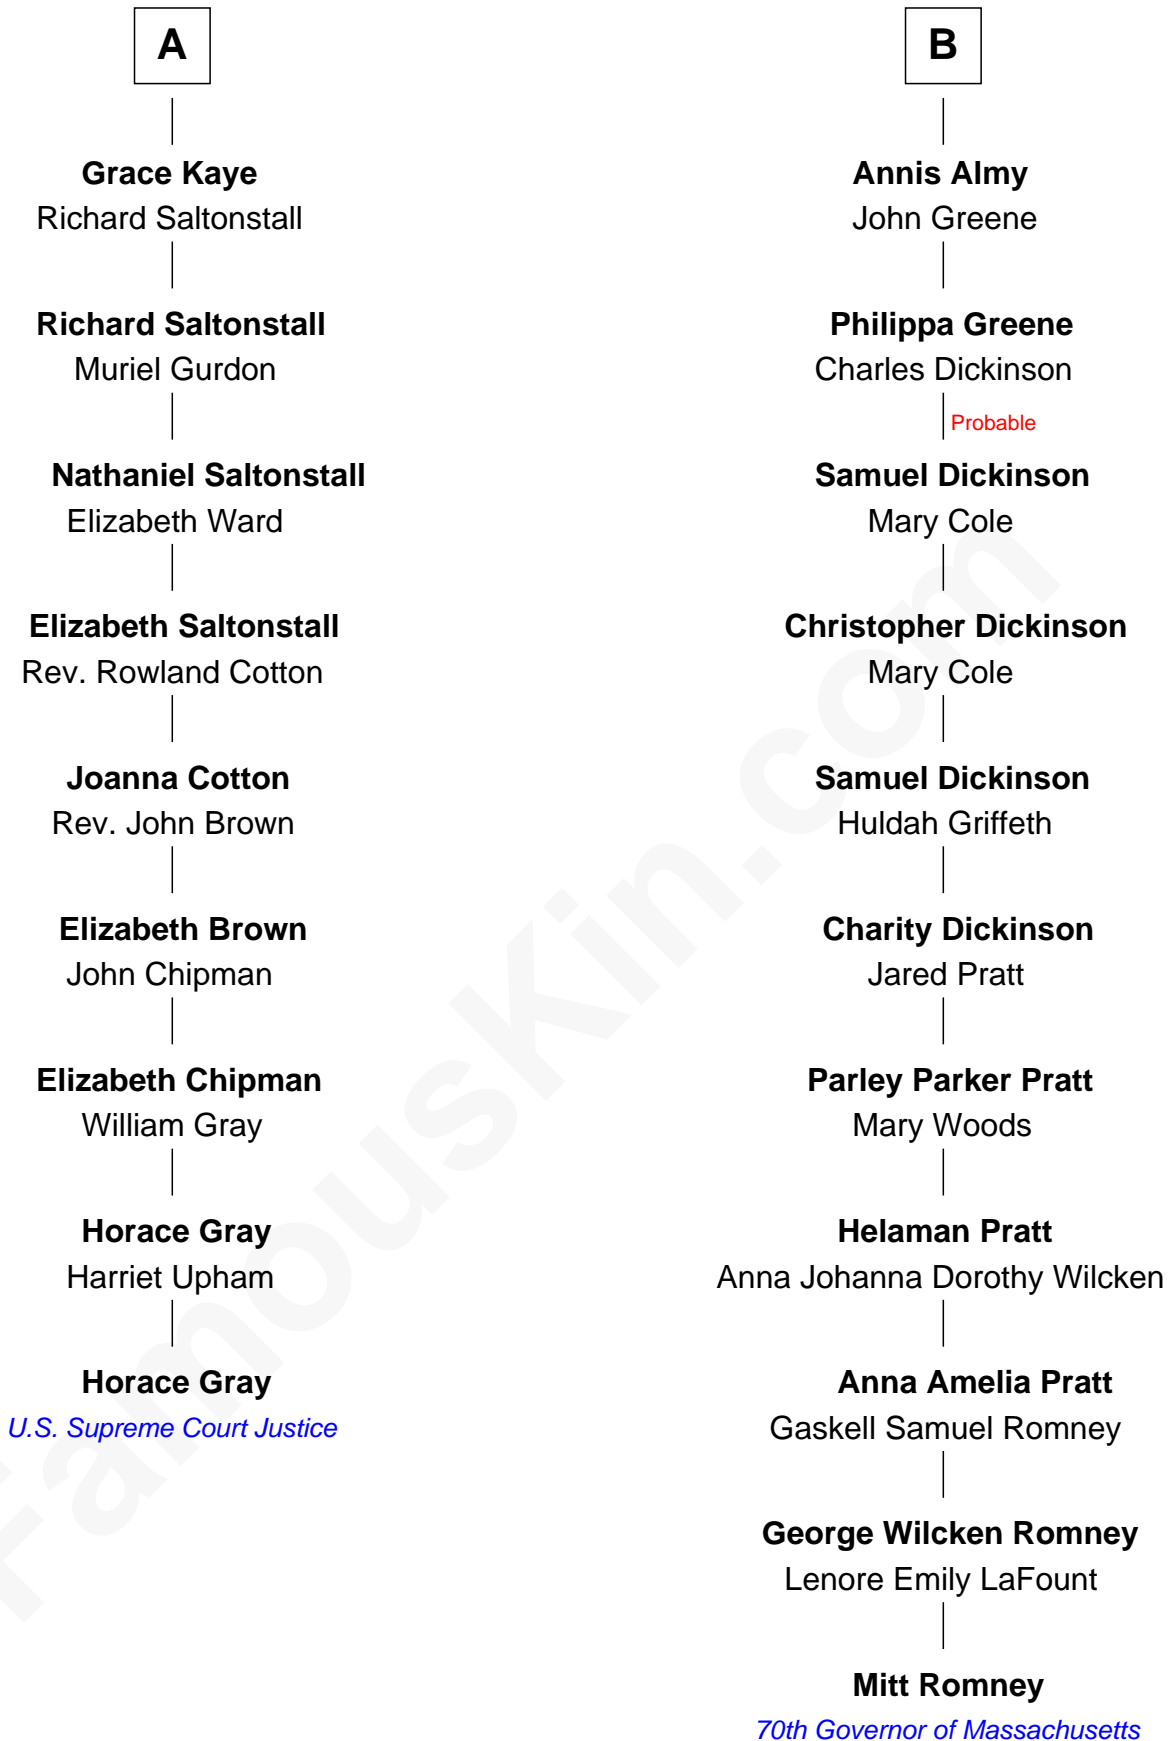 A
Grace Kaye
Richard Saltonstall
Richard Saltonstall
Muriel Gurdon
Nathaniel Saltonstall
Elizabeth Ward
Elizabeth Saltonstall
Rev. Rowland Cotton
Joanna Cotton
Rev. John Brown
Elizabeth Brown
John Chipman
Elizabeth Chipman
William Gray
Horace Gray
Harriet Upham
Horace Gray
U.S. Supreme Court Justice
B
Annis Almy
John Greene
Philippa Greene
Charles Dickinson
Probable
Samuel Dickinson
Mary Cole
Christopher Dickinson
Mary Cole
Samuel Dickinson
Huldah Griffeth
Charity Dickinson
Jared Pratt
Parley Parker Pratt
Mary Woods
Helaman Pratt
Anna Johanna Dorothy Wilcken
Anna Amelia Pratt
Gaskell Samuel Romney
George Wilcken Romney
Lenore Emily LaFount
Mitt Romney
70th Governor of Massachusetts
FamousKin.com